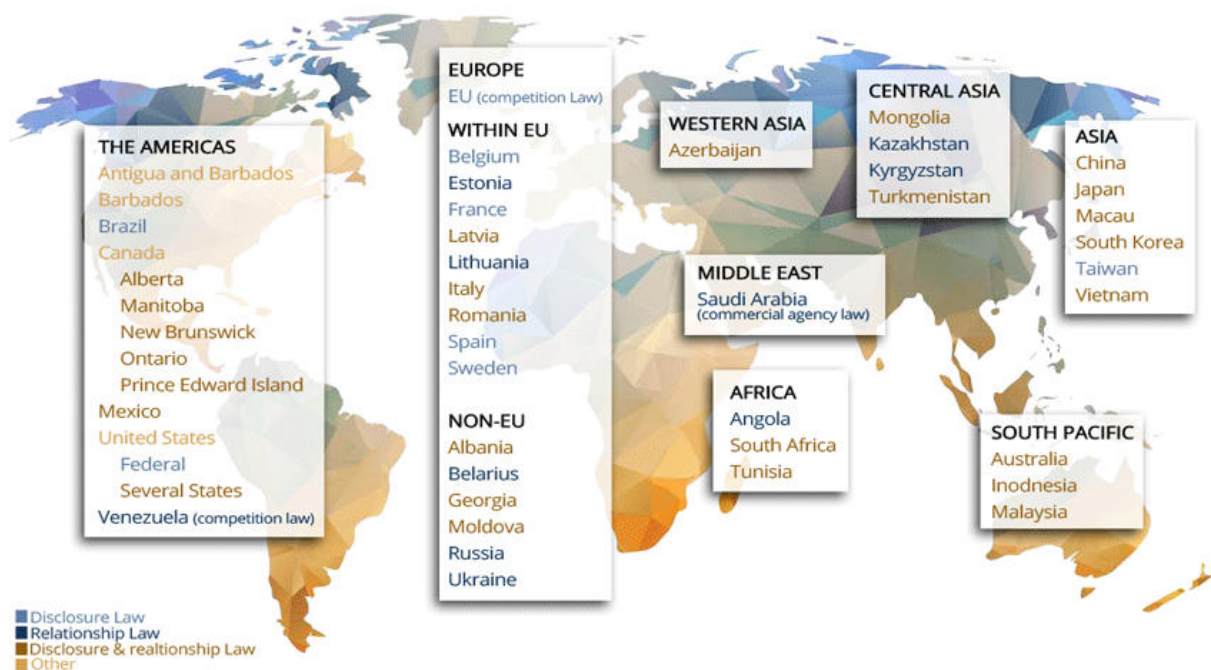 THE AMERICAS
Antigua and Barbados
Barbados
Brazil
Canada
Alberta
Manitoba
New Brunswick
Ontario
Prince Edward Island
Mexico
United States
Federal
Several States
Venezuela (competition law)
EUROPE
EU (competition Law)
WITHIN EU
Belgium
Estonia
France
Latvia
Lithuania
Italy
Romania
Spain
Sweden
NON-EU
Albania
Belarius
Georgia
Moldova
Russia
Ukraine
WESTERN ASIA
Azerbaijan
MIDDLE EAST
Saudi Arabia
(commercial agency law)
AFRICA
Angola
South Africa
Tunisia
CENTRAL ASIA
Mongolia
Kazakhstan
Kyrgyzstan
Turkmenistan
ASIA
China
Japan
Macau
South Korea
Taiwan
Vietnam
SOUTH PACIFIC
Australia
Inodnesia
Malaysia
Disclosure Law
Relationship Law
Disclosure & realtionship Law
Other